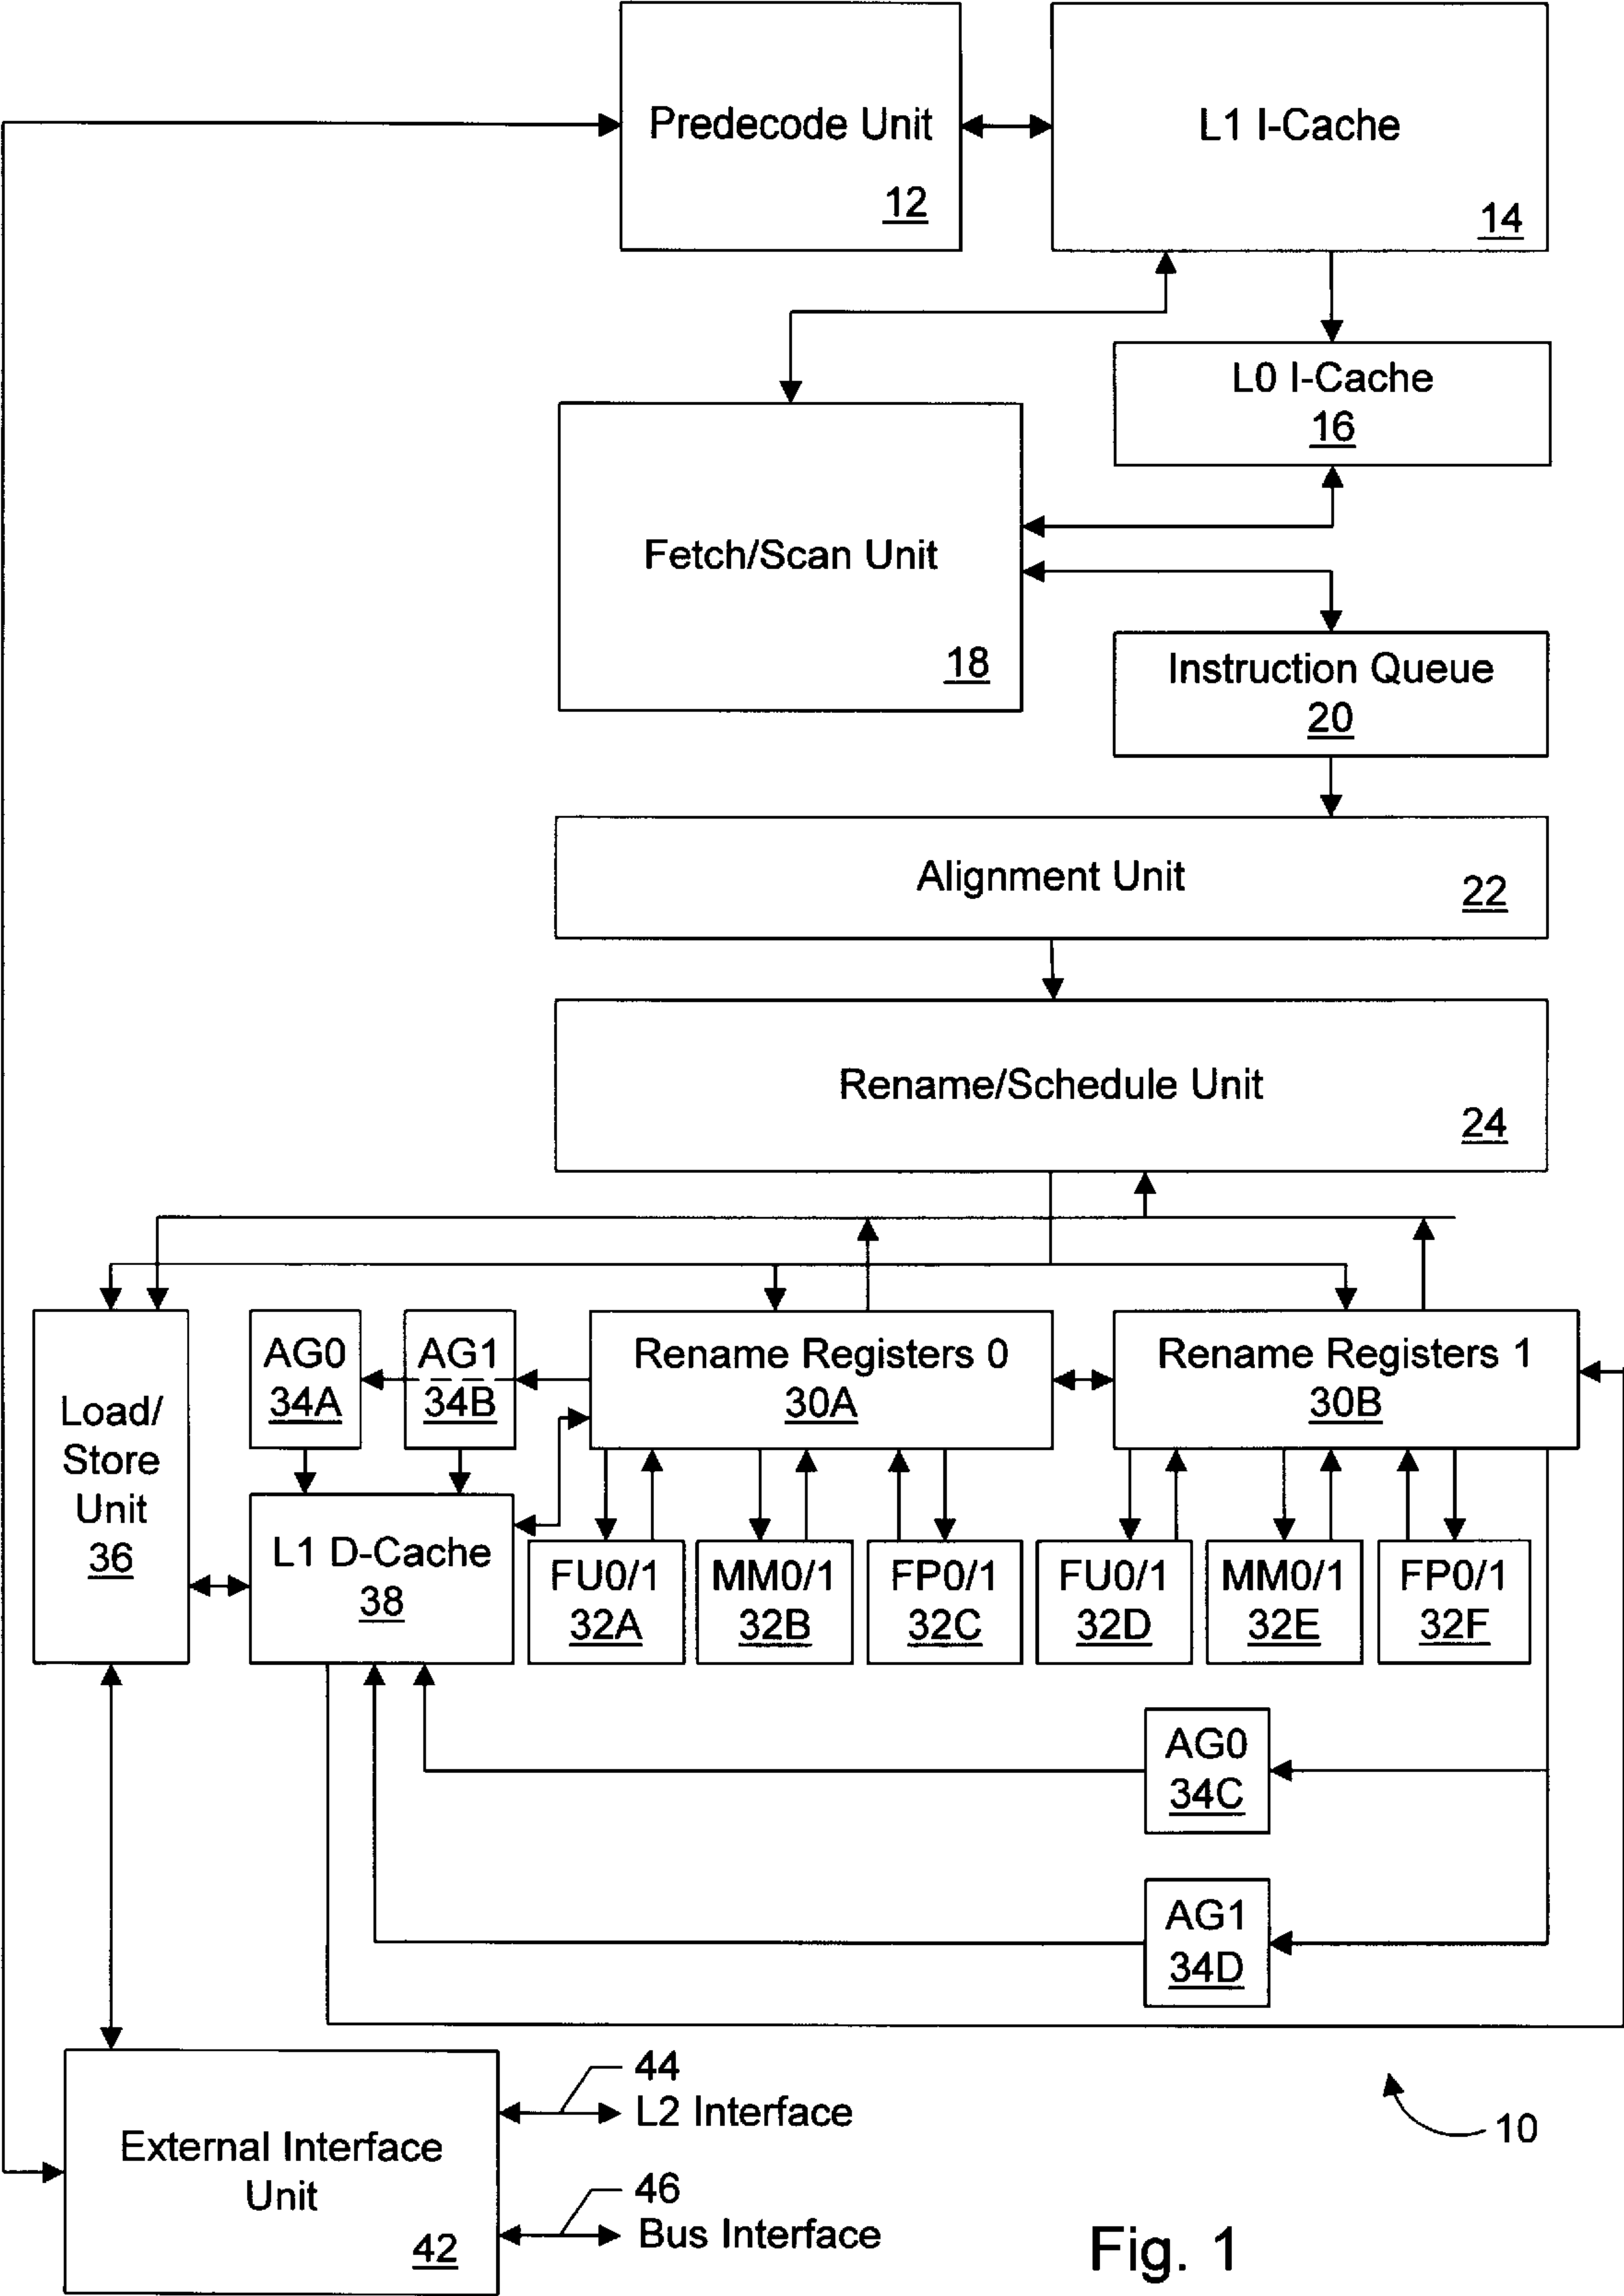 Predecode Unit
12
L1 I-Cache
14
L0 I-Cache
16
Fetch/Scan Unit
18
Instruction Queue
20
Alignment Unit
22
Rename/Schedule Unit
24
Load/
Store
Unit
36
AG0
34A
AG1
34B
Rename Registers 0
30A
Rename Registers 1
30B
L1 D-Cache
38
FU0/1
32A
MM0/1
32B
FP0/1
32C
FU0/1
32D
MM0/1
32E
FP0/1
32F
AG0
34C
AG1
34D
External Interface
Unit
42
44
L2 Interface
46
Bus Interface
10
Fig. 1